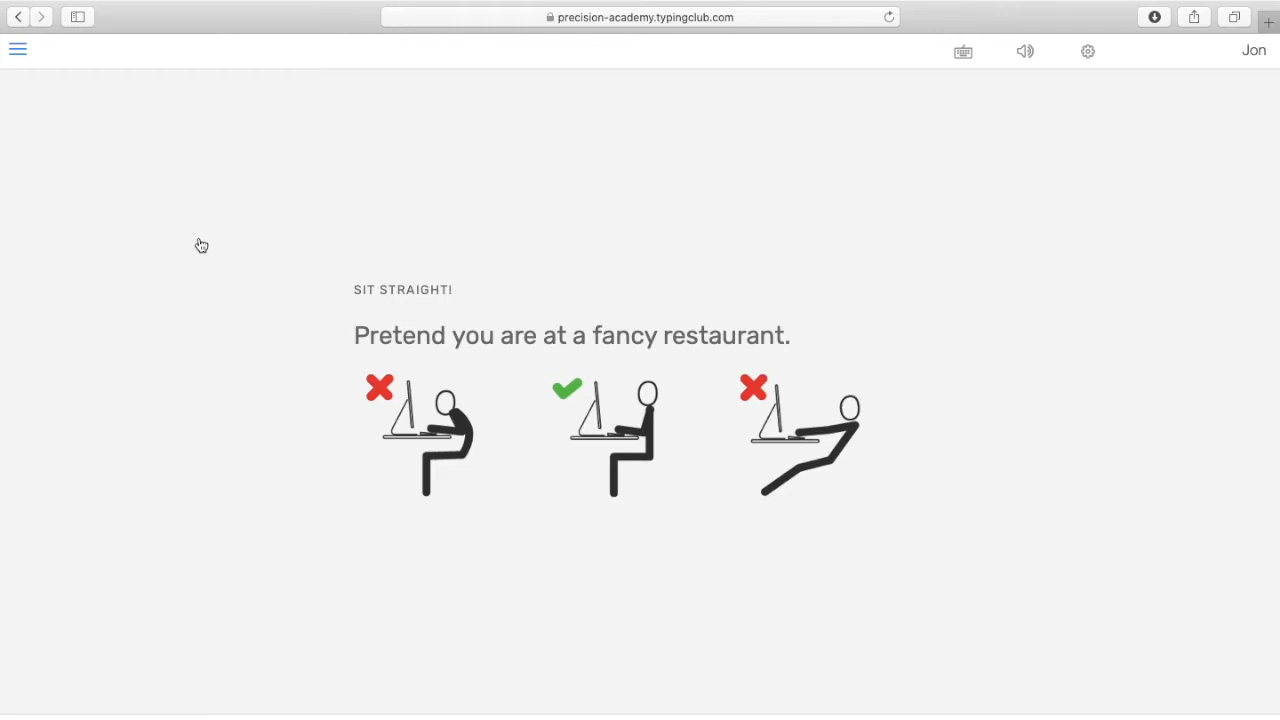 precision-academy.typingclub.com
Jon
SIT STRAIGHT!
Pretend you are at a fancy restaurant.